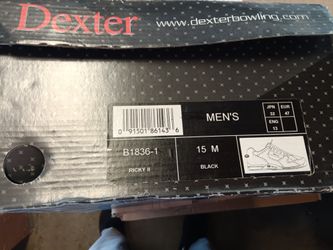 Dexter
www.dexterbowling.com
JPN EUR
32 47
ENG
13
MEN'S
0 91501 86143 6
B1836-1
15 M
RICKY II
BLACK